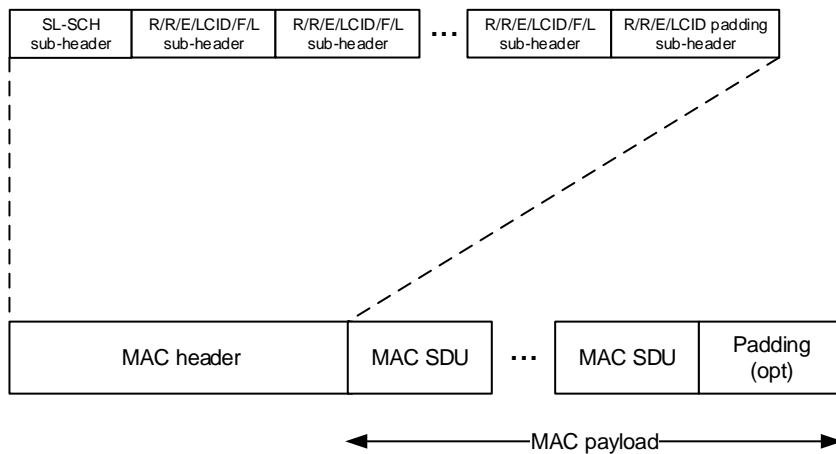 SL-SCH
sub-header
R/R/E/LCID/F/L
sub-header
R/R/E/LCID/F/L
sub-header
...
R/R/E/LCID/F/L
sub-header
R/R/E/LCID padding
sub-header
MAC header
MAC SDU
...
MAC SDU
Padding
(opt)
MAC payload